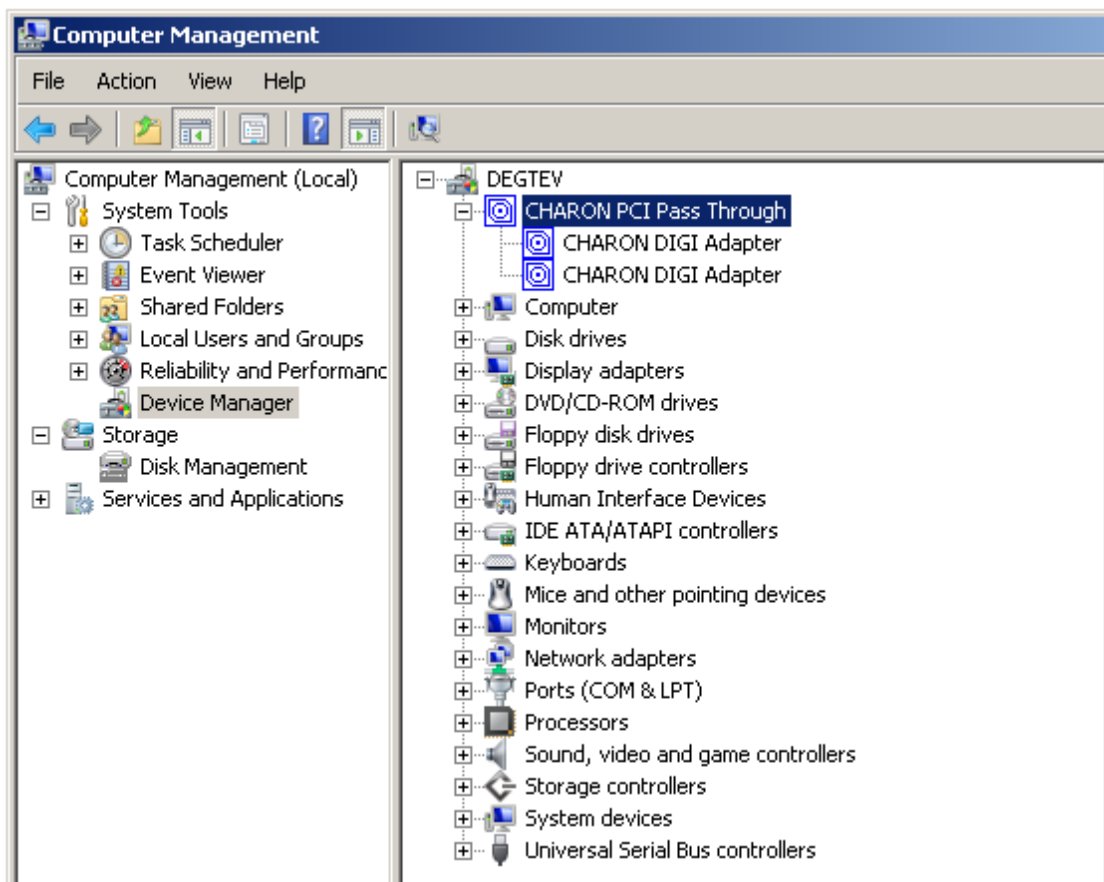 Computer Management
File Action View Help
Computer Management (Local)
System Tools
Task Scheduler
Event Viewer
Shared Folders
Local Users and Groups
Reliability and Performanc
Device Manager
Storage
Disk Management
Services and Applications
DEGTEV
CHARON PCI Pass Through
CHARON DIGI Adapter
CHARON DIGI Adapter
Computer
Disk drives
Display adapters
DVD/CD-ROM drives
Floppy disk drives
Floppy drive controllers
Human Interface Devices
IDE ATA/ATAPI controllers
Keyboards
Mice and other pointing devices
Monitors
Network adapters
Ports (COM & LPT)
Processors
Sound, video and game controllers
Storage controllers
System devices
Universal Serial Bus controllers